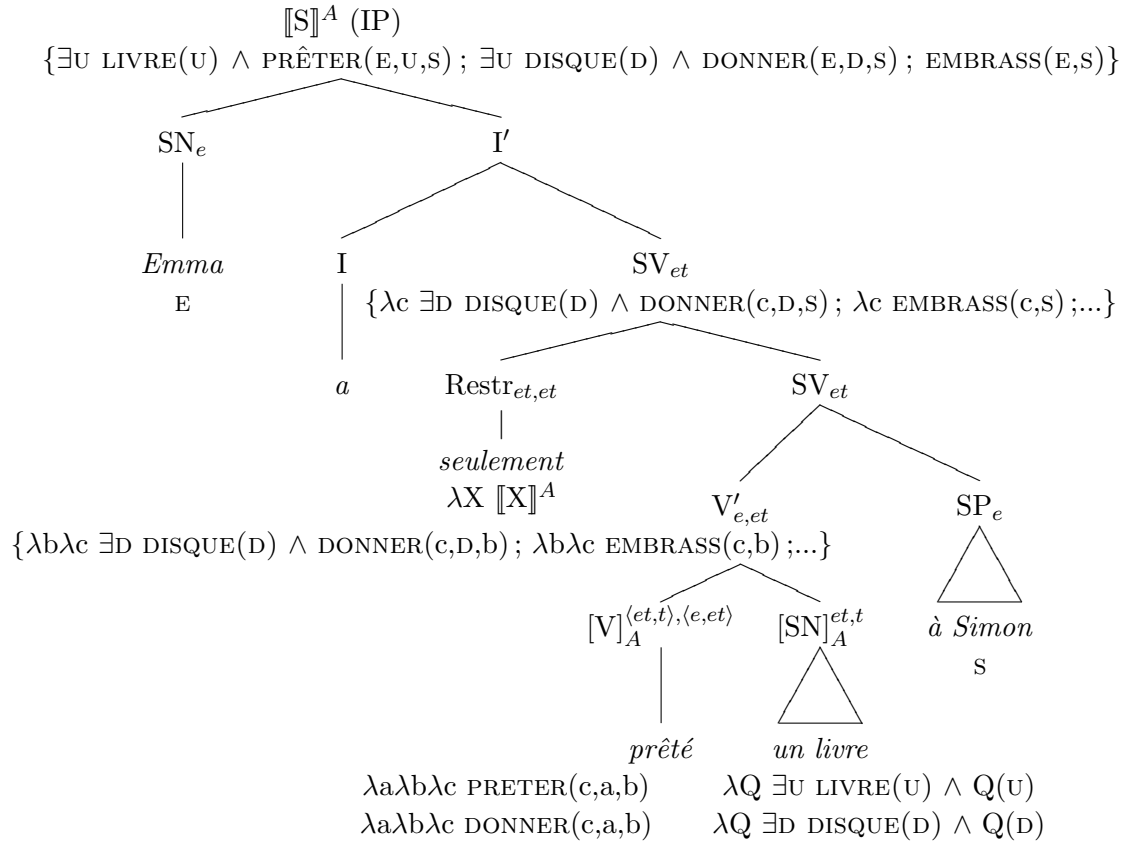 ⟦S⟧^A (IP)
{∃U LIVRE(U) ∧ PRÊTER(E,U,S) ; ∃U DISQUE(D) ∧ DONNER(E,D,S) ; EMBRASS(E,S)}
SN_e I′
Emma I SV_et
E {λc ∃D DISQUE(D) ∧ DONNER(c,D,S) ; λc EMBRASS(c,S) ;...}
a Restr_et,et SV_et
seulement
λX ⟦X⟧^A V′_e,et SP_e
{λbλc ∃D DISQUE(D) ∧ DONNER(c,D,b) ; λbλc EMBRASS(c,b) ;...}
[V]_A^⟨et,t⟩,⟨e,et⟩ [SN]_A^et,t à Simon
S
prêté un livre
λaλbλc PRETER(c,a,b) λQ ∃U LIVRE(U) ∧ Q(U)
λaλbλc DONNER(c,a,b) λQ ∃D DISQUE(D) ∧ Q(D)